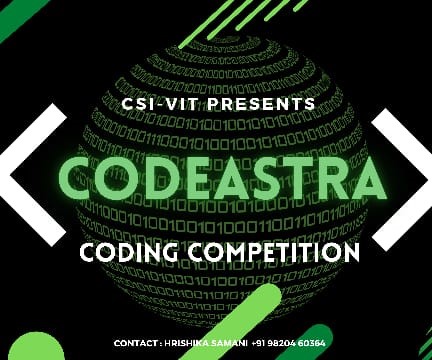 CSI-VIT PRESENTS
CODEASTRA
CODING COMPETITION
CONTACT : HRISHIKA SAMANI +91 98204 60364